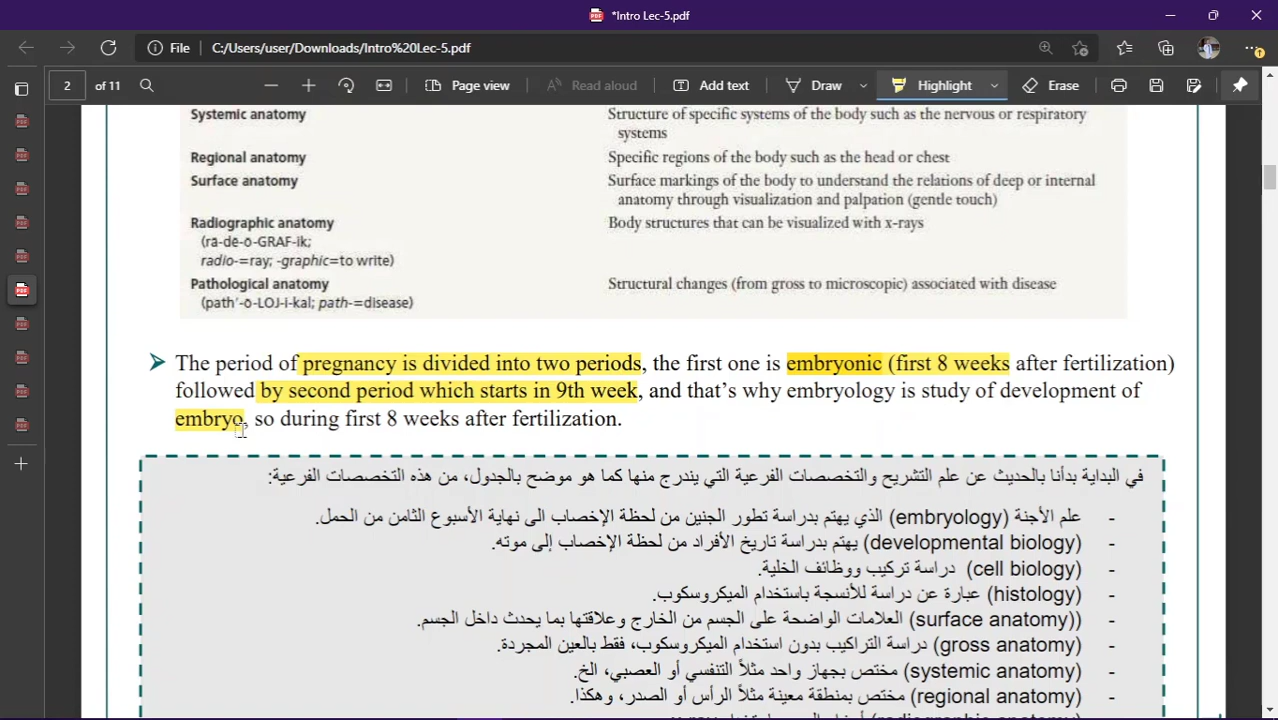 *Intro Lec-5.pdf
File C:/Users/user/Downloads/Intro%20Lec-5.pdf
2 of 11 Page view Read aloud Add text Draw Highlight Erase
Systemic anatomy Structure of specific systems of the body such as the nervous or respiratory
systems
Regional anatomy Specific regions of the body such as the head or chest
Surface anatomy Surface markings of the body to understand the relations of deep or internal
anatomy through visualization and palpation (gentle touch)
Radiographic anatomy Body structures that can be visualized with x-rays
(rā-dē-ō-GRAF-ik;
radio-=ray; -graphic=to write)
Pathological anatomy Structural changes (from gross to microscopic) associated with disease
(path'-ō-LOJ-i-kal; path-=disease)
➢ The period of pregnancy is divided into two periods, the first one is embryonic (first 8 weeks after fertilization)
followed by second period which starts in 9th week, and that’s why embryology is study of development of
embryo, so during first 8 weeks after fertilization.
في البداية بدأنا بالحديث عن علم التشريح والتخصصات الفرعية التي يندرج منها كما هو موضح بالجدول، من هذه التخصصات الفرعية:
- علم الأجنة (embryology) الذي يهتم بدراسة تطور الجنين من لحظة الإخصاب الى نهاية الأسبوع الثامن من الحمل.
- (developmental biology) يهتم بدراسة تاريخ الأفراد من لحظة الإخصاب إلى موته.
- (cell biology) دراسة تركيب ووظائف الخلية.
- (histology) عبارة عن دراسة للأنسجة باستخدام الميكروسكوب.
- (surface anatomy)) العلامات الواضحة على الجسم من الخارج وعلاقتها بما يحدث داخل الجسم.
- (gross anatomy) دراسة التراكيب بدون استخدام الميكروسكوب، فقط بالعين المجردة.
- (systemic anatomy) مختص بجهاز واحد مثلاً التنفسي أو العصبي، الخ.
- (regional anatomy) مختص بمنطقة معينة مثلاً الرأس أو الصدر، وهكذا.